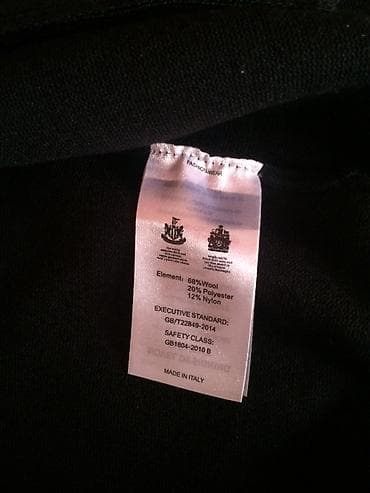 FASHIONWEAR
Element: 68%Wool
20% Polyester
12% Nylon
EXECUTIVE STANDARD:
GB/T22849-2014
SAFETY CLASS:
GB1804-2010 B
MADE IN ITALY